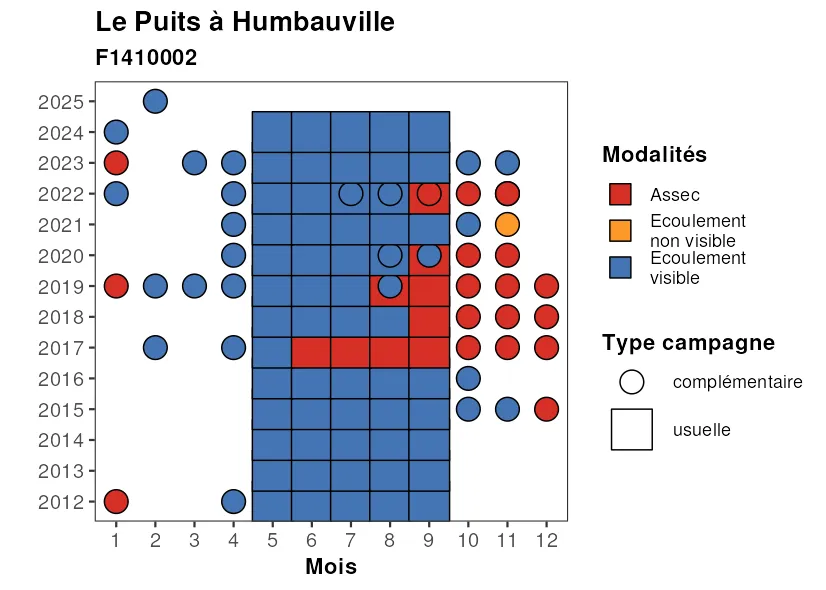 Le Puits à Humbauville
F1410002
2025
2024
2023
2022
2021
2020
2019
2018
2017
2016
2015
2014
2013
2012
1 2 3 4 5 6 7 8 9 10 11 12
Mois
Modalités
Assec
Ecoulement
non visible
Ecoulement
visible
Type campagne
complémentaire
usuelle